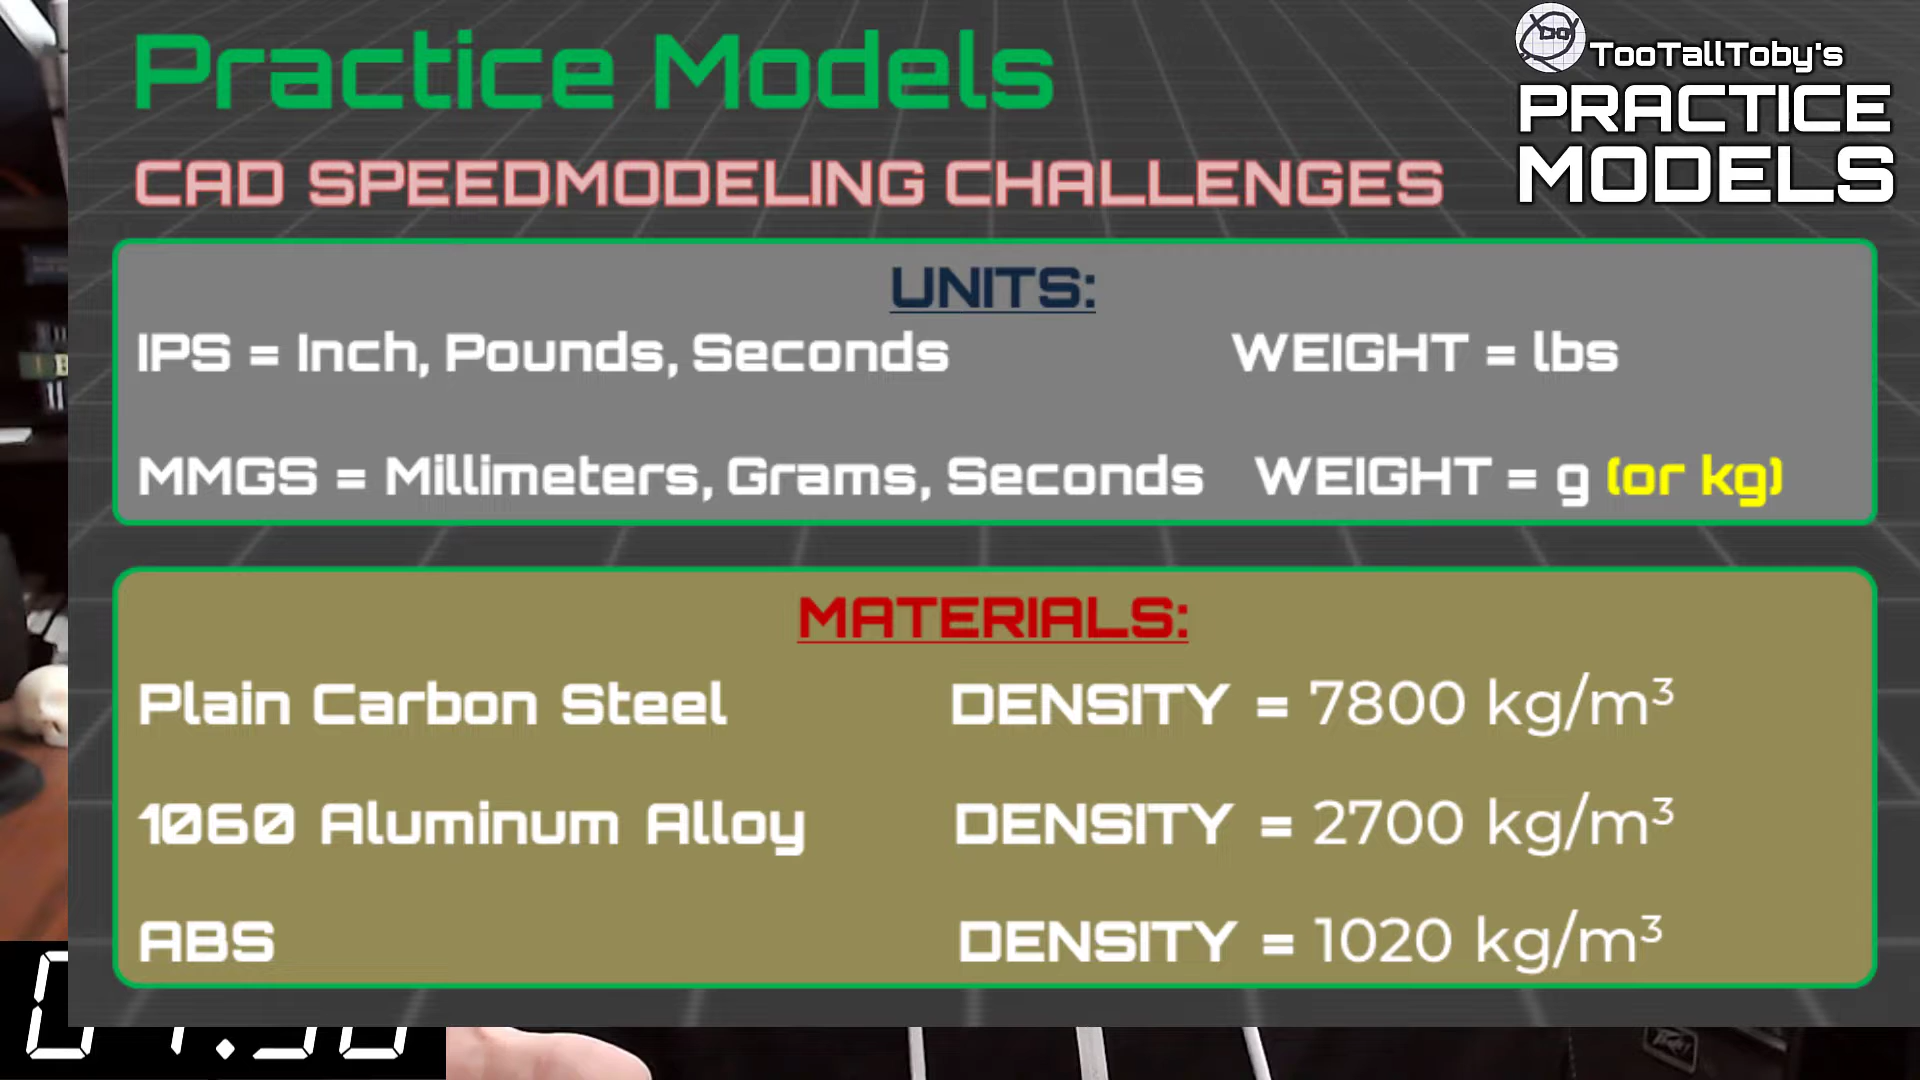 Practice Models
TooTallToby's
PRACTICE
MODELS
CAD SPEEDMODELING CHALLENGES
UNITS:
IPS = Inch, Pounds, Seconds WEIGHT = lbs
MMGS = Millimeters, Grams, Seconds WEIGHT = g (or kg)
MATERIALS:
Plain Carbon Steel DENSITY = 7800 kg/m³
1060 Aluminum Alloy DENSITY = 2700 kg/m³
ABS DENSITY = 1020 kg/m³